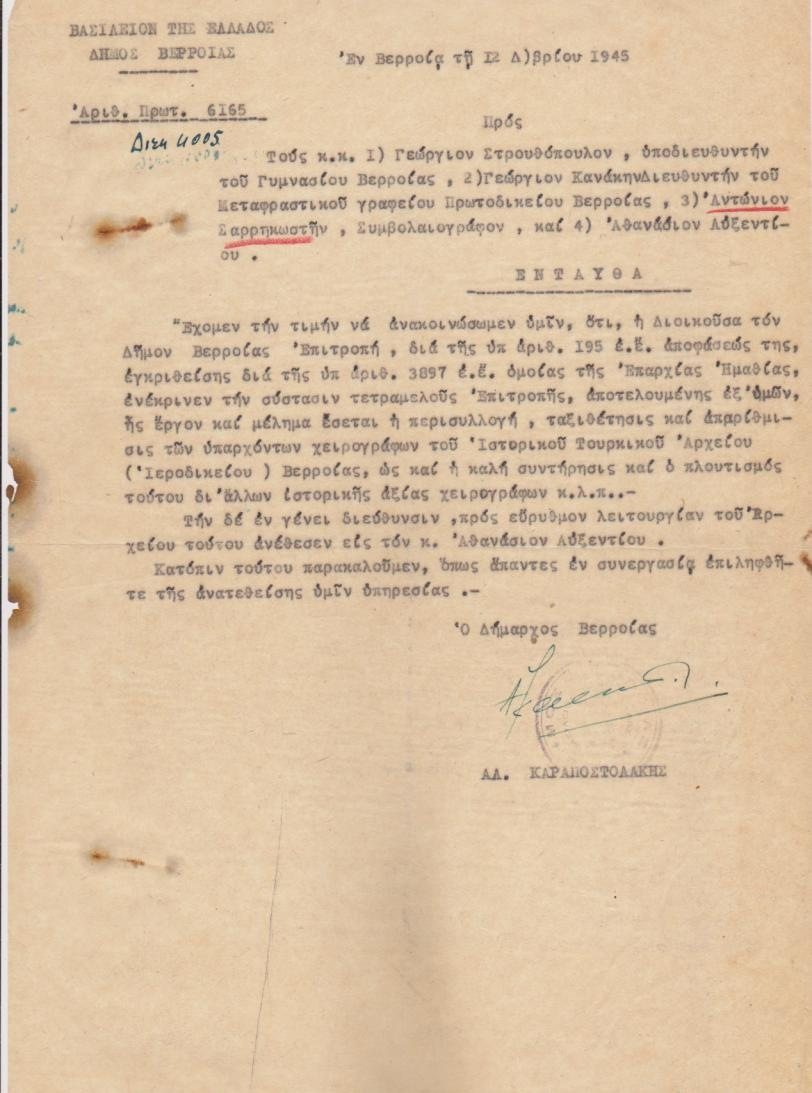 ΒΑΣΙΛΕΙΟΝ ΤΗΣ ΕΛΛΑΔΟΣ
ΔΗΜΟΣ ΒΕΡΡΟΙΑΣ
Ἐν Βερροίᾳ τῇ I2 Δ)βρίου 1945
Ἀριθ. Πρωτ. 6I65
4005
Πρός
Τούς κ.κ. I) Γεώργιον Στρουθόπουλον , ὑποδιευθυντήν
τοῦ Γυμνασίου Βερροίας , 2)Γεώργιον ΚανάκηνΔιευθυντήν τοῦ
Μεταφραστικοῦ γραφείου Πρωτοδικείου Βερροίας , 3) Ἀντώνιον
Σαρρηκωστῆν , Συμβολαιογράφον , καί 4) Ἀθανάσιον Αὐξεντί-
ου .
Ε Ν Τ Α Υ Θ Α
Ἔχομεν τήν τιμήν νά ἀνακοινώσωμεν ὑμῖν, ὅτι, ἡ Διοικοῦσα τόν
Δῆμον Βερροίας Ἐπιτροπή , διά τῆς ὑπ ἀριθ. I95 ἐ.ἔ. ἀποφάσεώς της,
ἐγκριθείσης διά τῆς ὑπ ἀριθ. 3897 ἐ.ἔ. ὁμοίας τῆς Ἐπαρχίας Ἠμαθίας,
ἐνέκρινεν τήν σύστασιν τετραμελοῦς Ἐπιτροπῆς, ἀποτελουμένης ἐξ ὑμῶν,
ἧς ἔργον καί μέλημα ἔσεται ἡ περισυλλογή , ταξιθέτησις καί ἀπαρίθμι-
σις τῶν ὑπαρχόντων χειρογράφων τοῦ Ἱστορικοῦ Τουρκικοῦ Ἀρχείου
(Ἱεροδικείου ) Βερροίας, ὡς καί ἡ καλή συντήρησις καί ὁ πλουτισμός
τούτου δι'ἄλλων ἱστορικῆς ἀξίας χειρογράφων κ.λ.π..-
Τήν δέ ἐν γένει διεύθυνσιν ,πρός εὔρυθμον λειτουργίαν τοῦ Ἀρ-
χείου τούτου ἀνέθεσεν εἰς τόν κ. Ἀθανάσιον Αὐξεντίου .
Κατόπιν τούτου παρακαλοῦμεν, ὅπως ἅπαντες ἐν συνεργασίᾳ ἐπιληφθῆ-
τε τῆς ἀνατεθείσης ὑμῖν ὑπηρεσίας .-
Ὁ Δήμαρχος Βερροίας
ΑΛ. ΚΑΡΑΠΟΣΤΟΛΑΚΗΣ